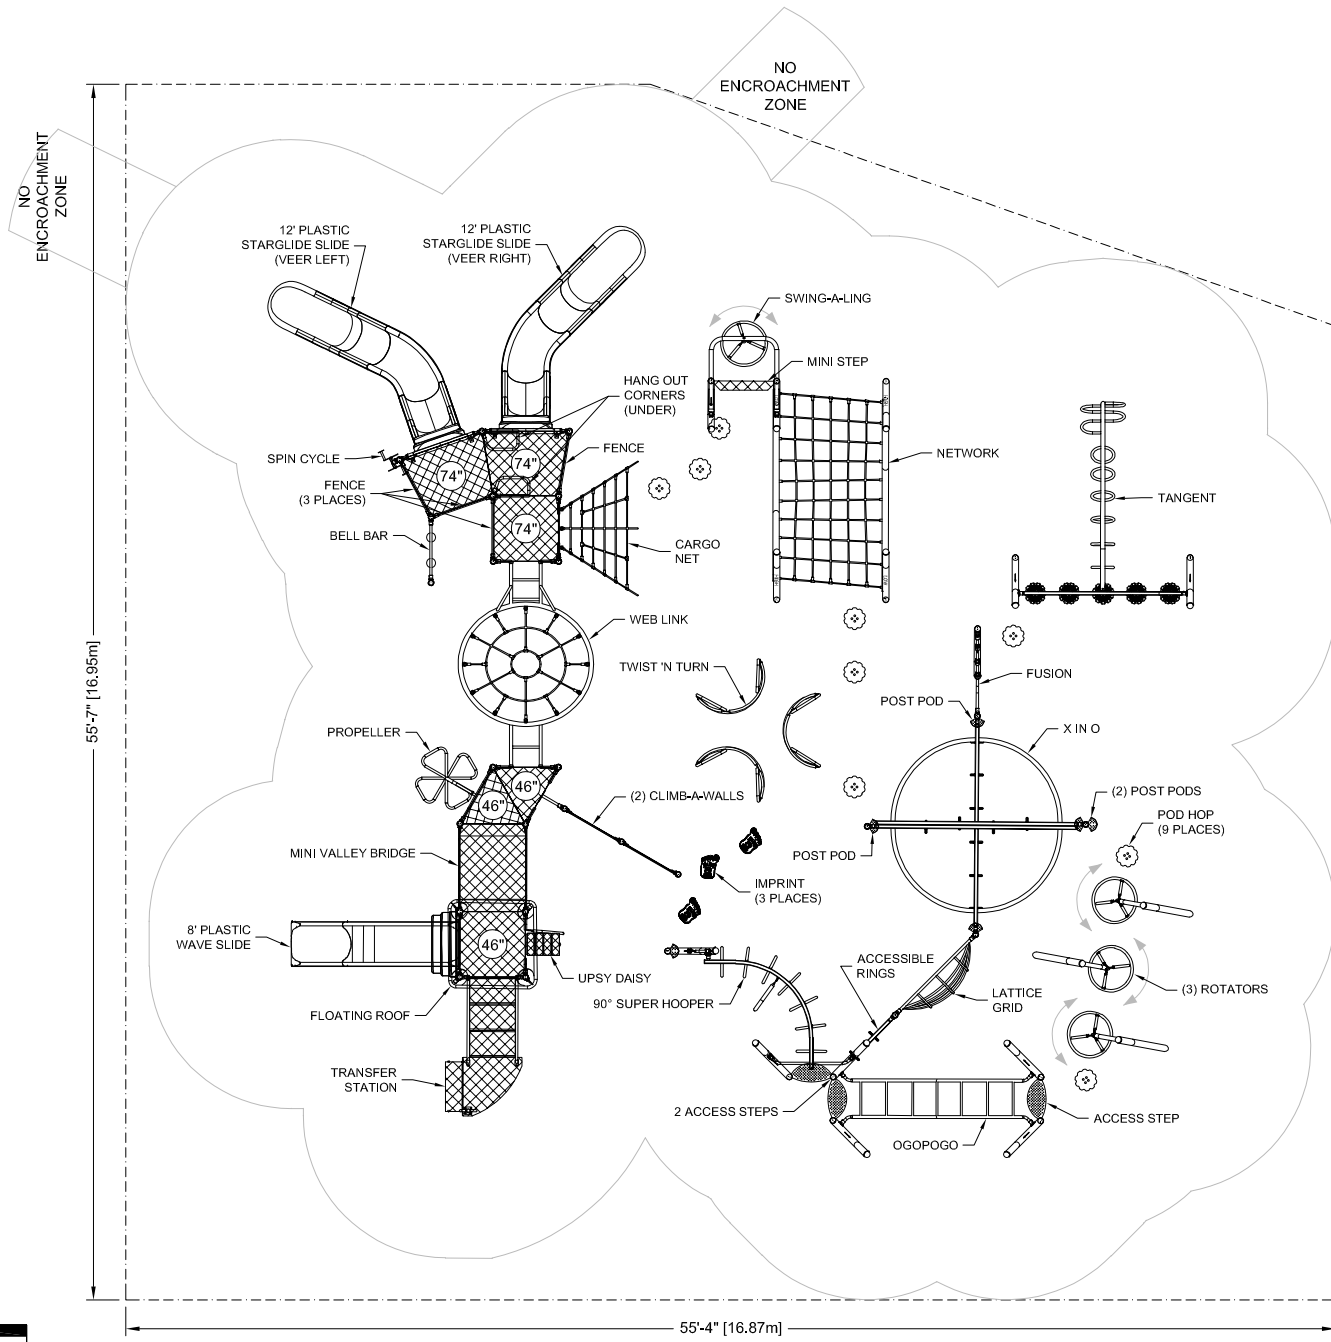 NO
ENCROACHMENT
ZONE
NO
ENCROACHMENT
ZONE
12' PLASTIC
STARGLIDE SLIDE
(VEER LEFT)
12' PLASTIC
STARGLIDE SLIDE
(VEER RIGHT)
SWING-A-LING
MINI STEP
HANG OUT
CORNERS
(UNDER)
FENCE
NETWORK
SPIN CYCLE
74"
74"
FENCE
(3 PLACES)
TANGENT
BELL BAR
74"
CARGO
NET
WEB LINK
TWIST 'N TURN
FUSION
POST POD
55'-7" [16.95m]
PROPELLER
X IN O
46"
46"
(2) CLIMB-A-WALLS
(2) POST PODS
POD HOP
(9 PLACES)
MINI VALLEY BRIDGE
POST POD
IMPRINT
(3 PLACES)
8' PLASTIC
WAVE SLIDE
46"
UPSY DAISY
ACCESSIBLE
RINGS
90° SUPER HOOPER
LATTICE
GRID
(3) ROTATORS
FLOATING ROOF
TRANSFER
STATION
2 ACCESS STEPS
ACCESS STEP
OGOPOGO
55'-4" [16.87m]